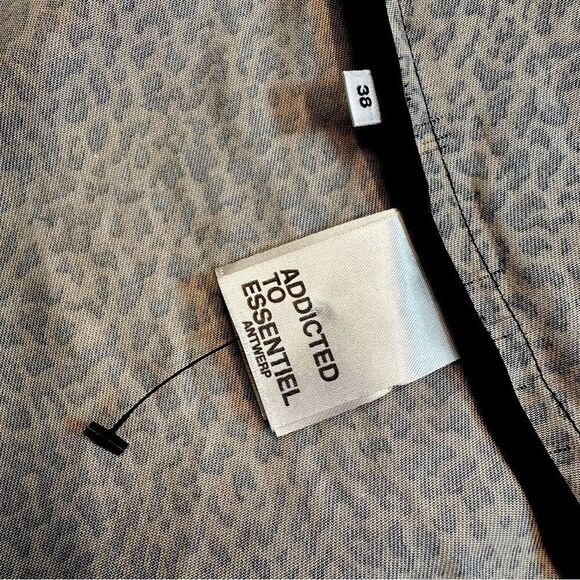 38
ADDICTED
TO
ESSENTIEL
ANTWERP